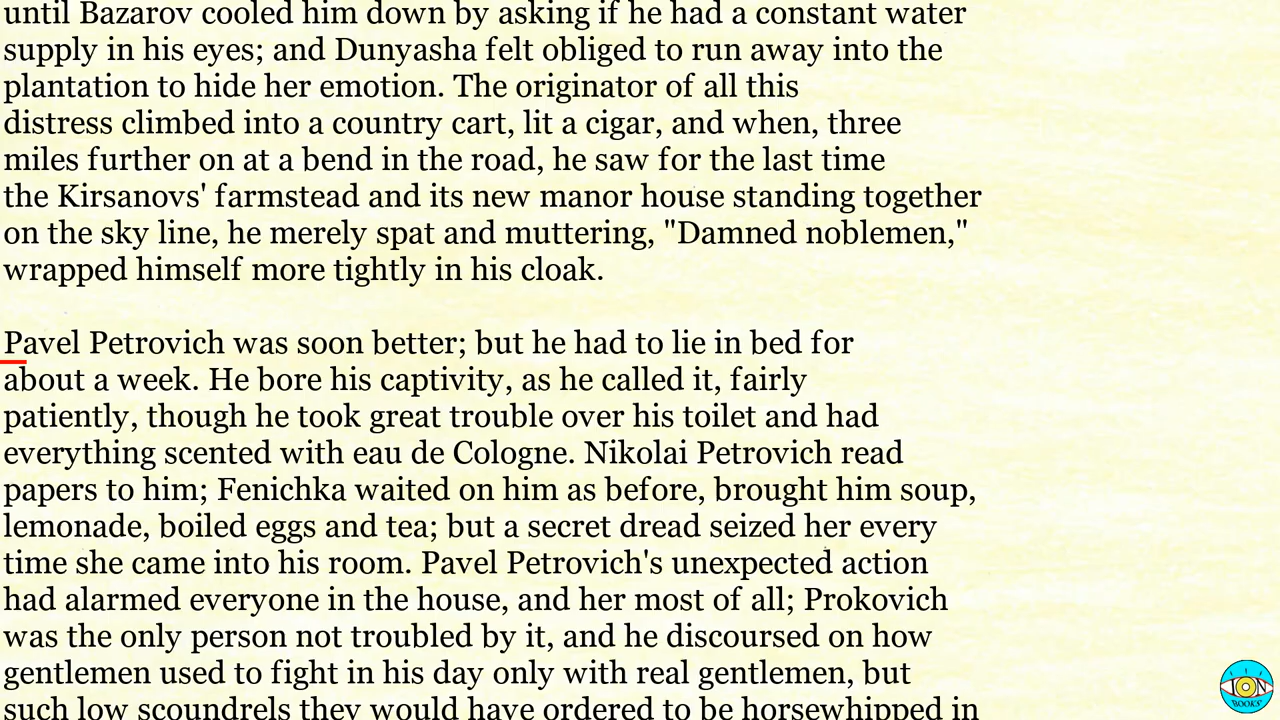 until Bazarov cooled him down by asking if he had a constant water
supply in his eyes; and Dunyasha felt obliged to run away into the
plantation to hide her emotion. The originator of all this
distress climbed into a country cart, lit a cigar, and when, three
miles further on at a bend in the road, he saw for the last time
the Kirsanovs' farmstead and its new manor house standing together
on the sky line, he merely spat and muttering, "Damned noblemen,"
wrapped himself more tightly in his cloak.
Pavel Petrovich was soon better; but he had to lie in bed for
about a week. He bore his captivity, as he called it, fairly
patiently, though he took great trouble over his toilet and had
everything scented with eau de Cologne. Nikolai Petrovich read
papers to him; Fenichka waited on him as before, brought him soup,
lemonade, boiled eggs and tea; but a secret dread seized her every
time she came into his room. Pavel Petrovich's unexpected action
had alarmed everyone in the house, and her most of all; Prokovich
was the only person not troubled by it, and he discoursed on how
gentlemen used to fight in his day only with real gentlemen, but
such low scoundrels they would have ordered to be horsewhipped in
ION
BOOKS